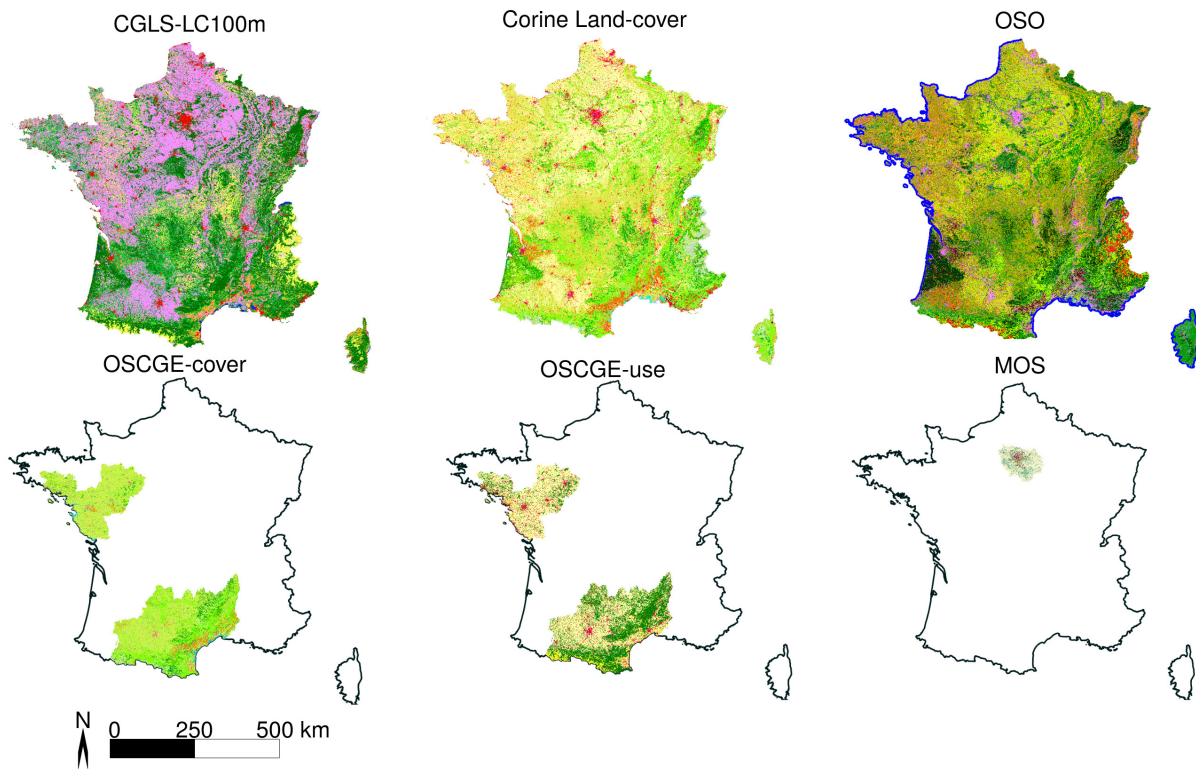 CGLS-LC100m
Corine Land-cover
OSO
OSCGE-cover
OSCGE-use
MOS
N
0 250 500 km